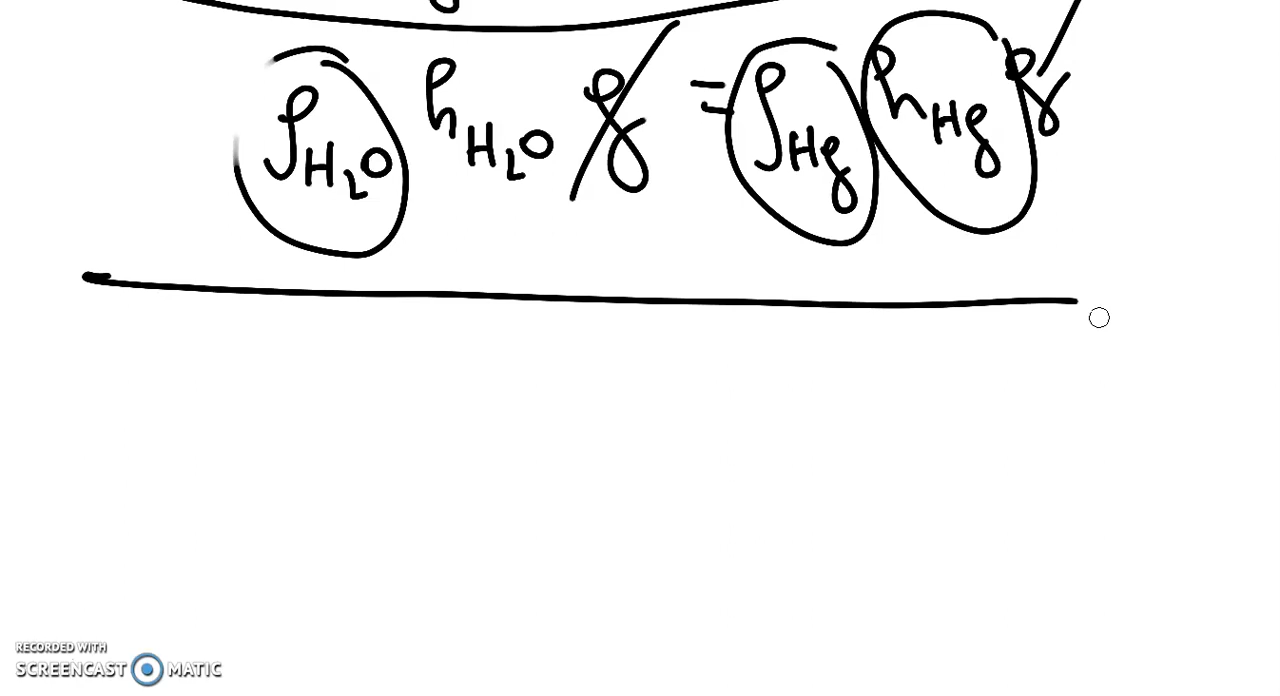 ρH₂O hH₂O g = ρHg hHg g
RECORDED WITH
SCREENCAST MATIC